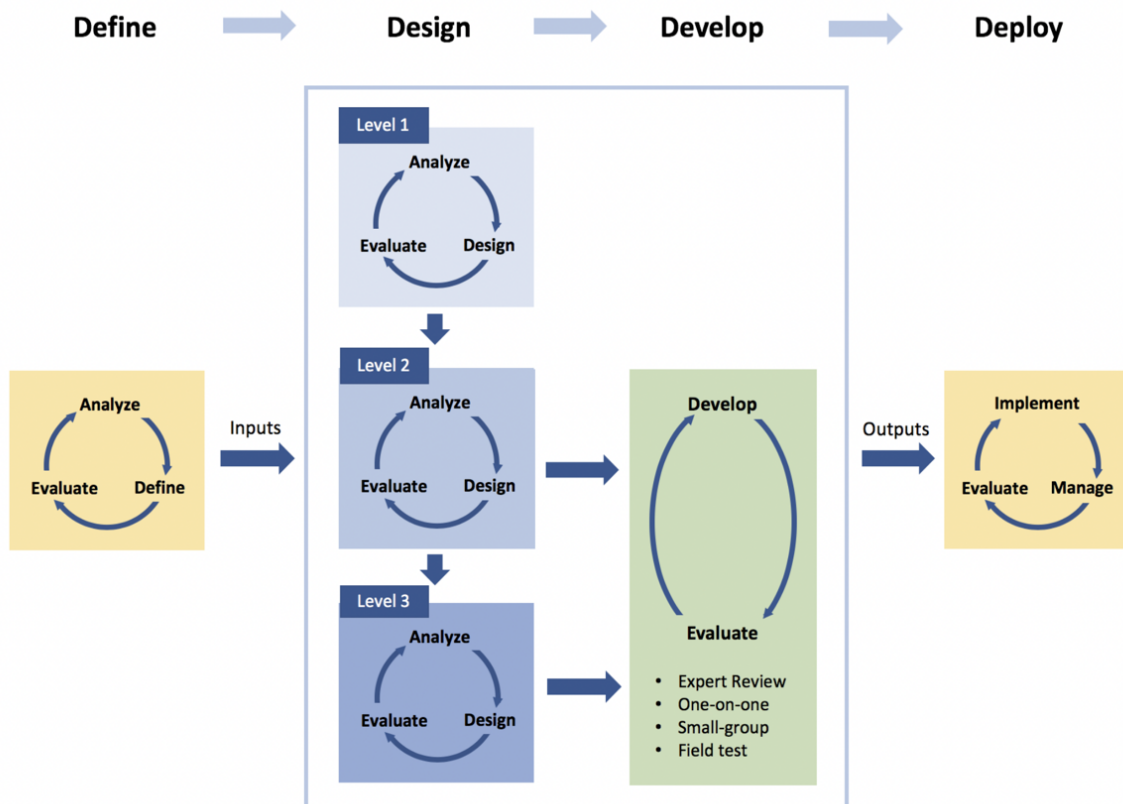 Define
Design
Develop
Deploy
Level 1
Analyze
Evaluate
Design
Level 2
Analyze
Evaluate
Design
Level 3
Analyze
Evaluate
Design
Analyze
Evaluate
Define
Inputs
Develop
Evaluate
• Expert Review
• One-on-one
• Small-group
• Field test
Outputs
Implement
Evaluate
Manage